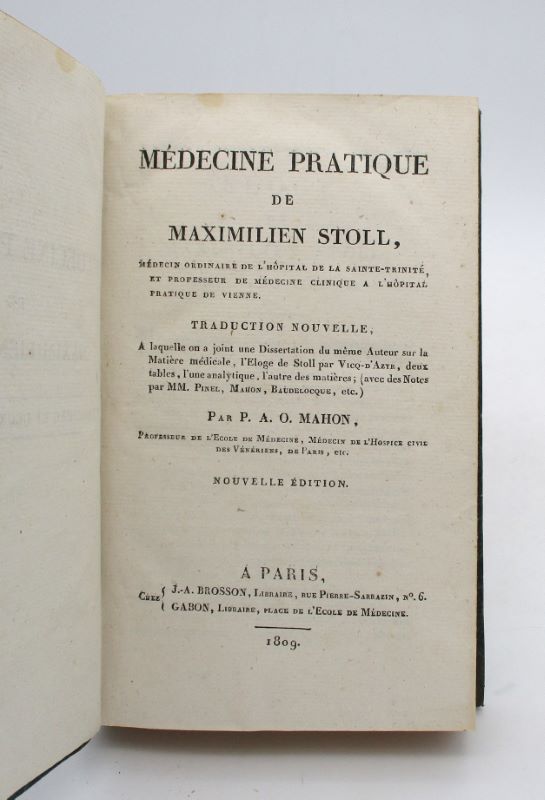 MÉDECINE PRATIQUE
DE
MAXIMILIEN STOLL,
MÉDECIN ORDINAIRE DE L'HÔPITAL DE LA SAINTE-TRINITÉ,
ET PROFESSEUR DE MÉDECINE CLINIQUE A L'HÔPITAL
PRATIQUE DE VIENNE.
TRADUCTION NOUVELLE,
A laquelle on a joint une Dissertation du même Auteur sur la
Matière médicale, l'Eloge de Stoll par VICQ-D'AZYR, deux
tables, l'une analytique, l'autre des matières; (avec des Notes
par MM. PINEL, MAHON, BAUDELOCQUE, etc.)
PAR P. A. O. MAHON,
PROFESSEUR DE L'ECOLE DE MÉDECINE, MÉDECIN DE L'HOSPICE CIVIL
DES VÉNÉRIENS, DE PARIS, etc.
NOUVELLE ÉDITION.
A PARIS,
CHEZ { J.-A. BROSSON, LIBRAIRE, RUE PIERRE-SARRAZIN, N°. 6.
GABON, LIBRAIRE, PLACE DE L'ECOLE DE MÉDECINE.
1809.